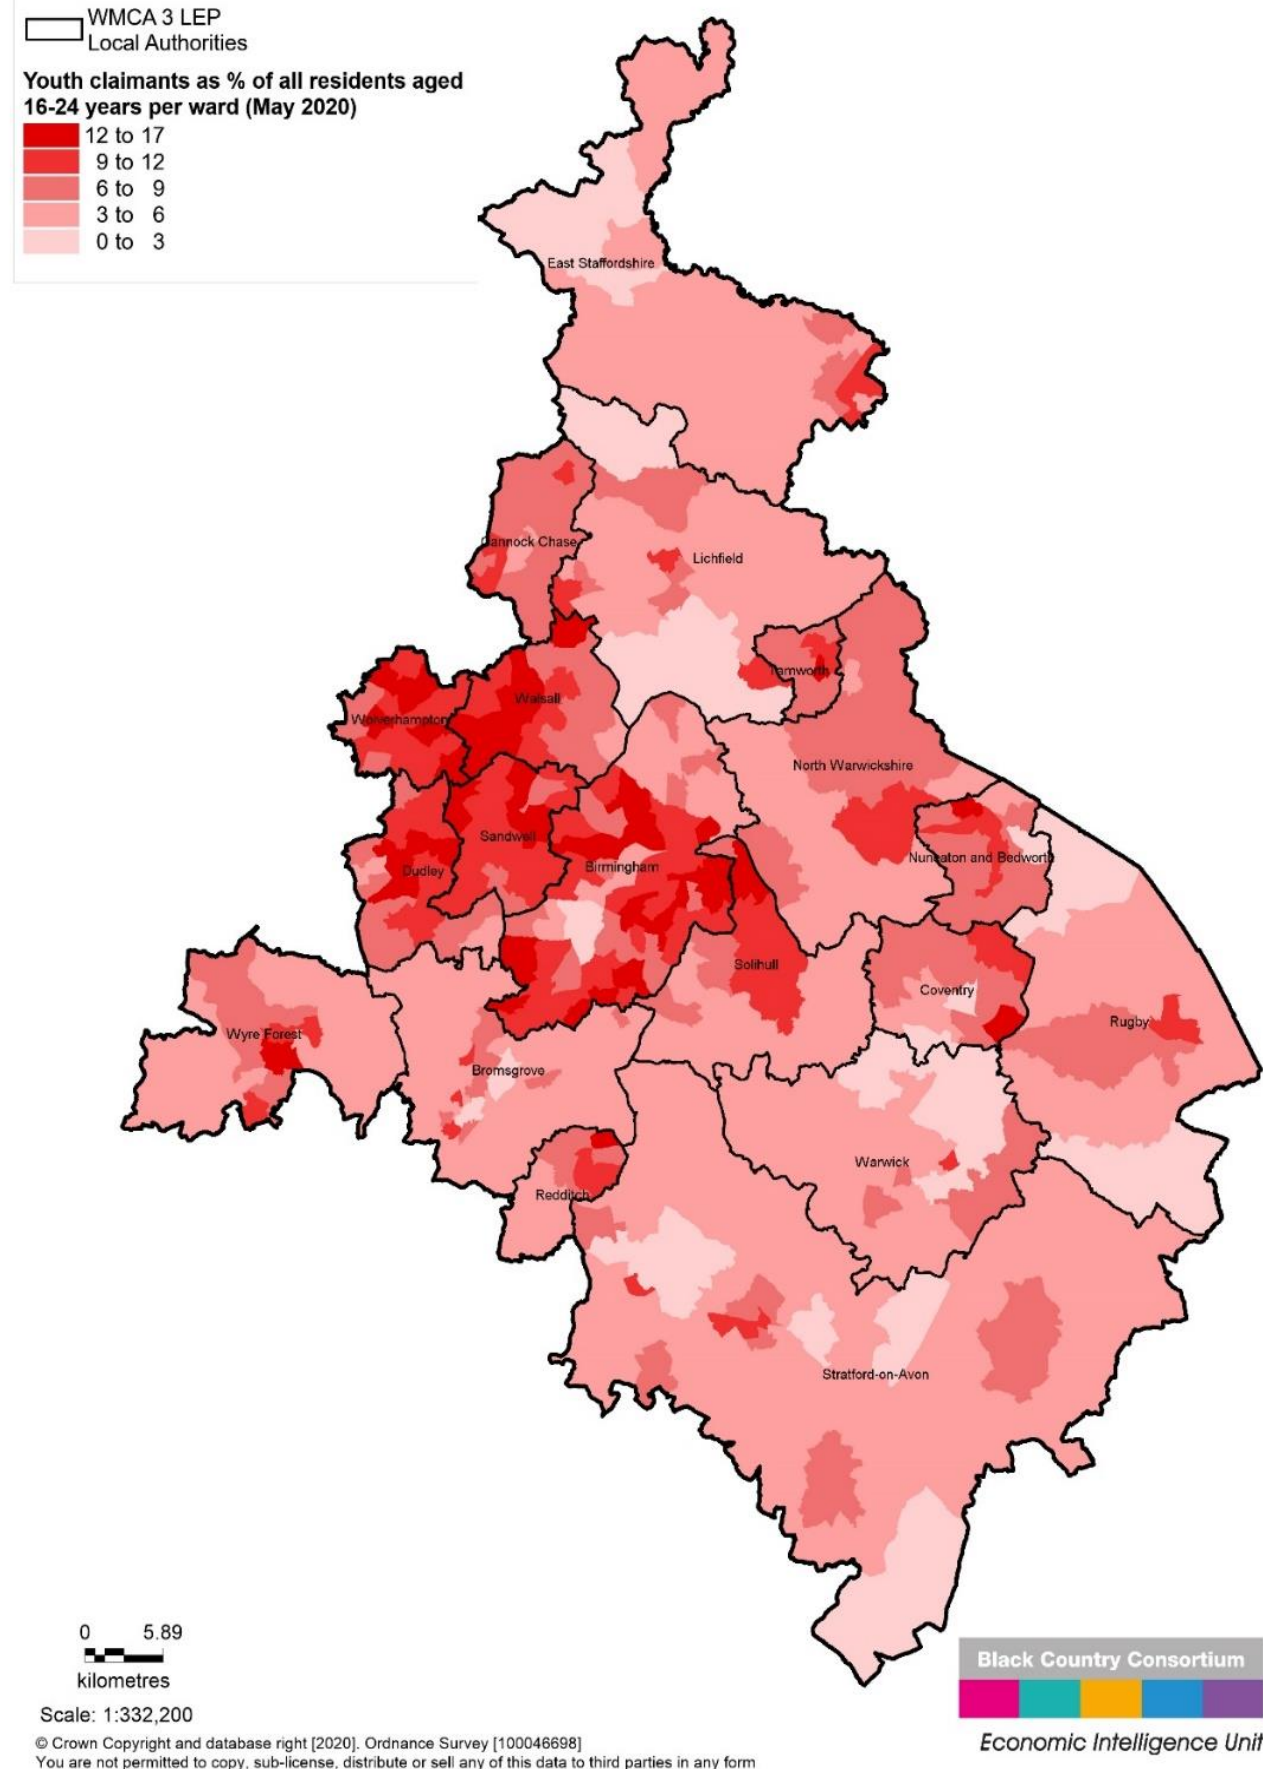 WMCA 3 LEP
Local Authorities
Youth claimants as % of all residents aged
16-24 years per ward (May 2020)
12 to 17
9 to 12
6 to 9
3 to 6
0 to 3
East Staffordshire
Cannock Chase
Lichfield
Tamworth
Walsall
Wolverhampton
North Warwickshire
Sandwell
Nuneaton and Bedworth
Birmingham
Dudley
Solihull
Coventry
Rugby
Wyre Forest
Bromsgrove
Warwick
Redditch
Stratford-on-Avon
0 5.89
kilometres
Scale: 1:332,200
Black Country Consortium
Economic Intelligence Unit
© Crown Copyright and database right [2020]. Ordnance Survey [100046698]
You are not permitted to copy, sub-license, distribute or sell any of this data to third parties in any form